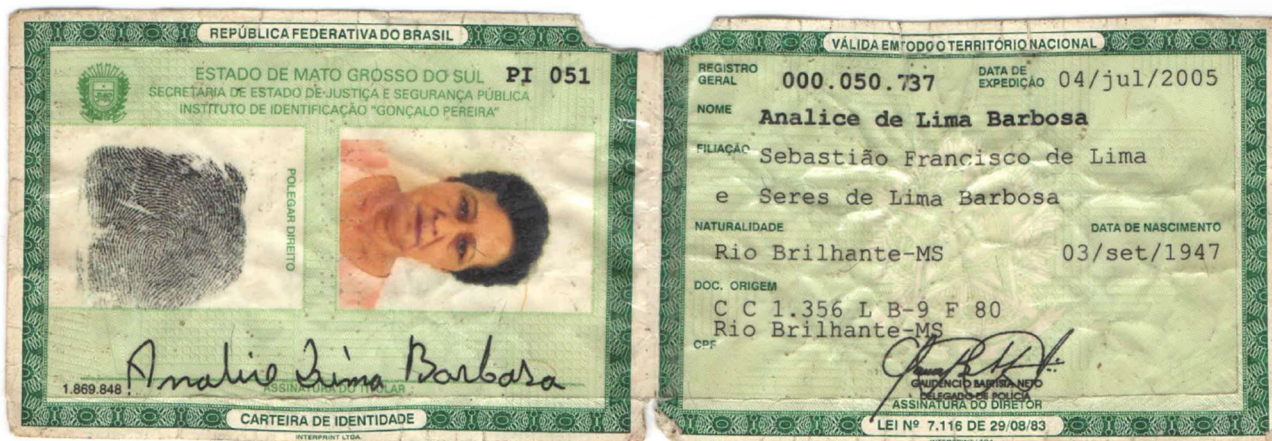 REPÚBLICA FEDERATIVA DO BRASIL
ESTADO DE MATO GROSSO DO SUL PI 051
SECRETARIA DE ESTADO DE JUSTIÇA E SEGURANÇA PÚBLICA
INSTITUTO DE IDENTIFICAÇÃO "GONÇALO PEREIRA"
POLEGAR DIREITO
Analice Lima Barbosa
1.869.848
ASSINATURA DO TITULAR
CARTEIRA DE IDENTIDADE
INTERPRINT LTDA.
VÁLIDA EM TODO O TERRITÓRIO NACIONAL
REGISTRO GERAL 000.050.737 DATA DE EXPEDIÇÃO 04/jul/2005
NOME Analice de Lima Barbosa
FILIAÇÃO Sebastião Francisco de Lima
e Seres de Lima Barbosa
NATURALIDADE DATA DE NASCIMENTO
Rio Brilhante-MS 03/set/1947
DOC. ORIGEM
C C 1.356 L B-9 F 80
Rio Brilhante-MS
CPF
GAUDENCIO BAPTISTA NETO
DELEGADO DE POLÍCIA
ASSINATURA DO DIRETOR
LEI Nº 7.116 DE 29/08/83